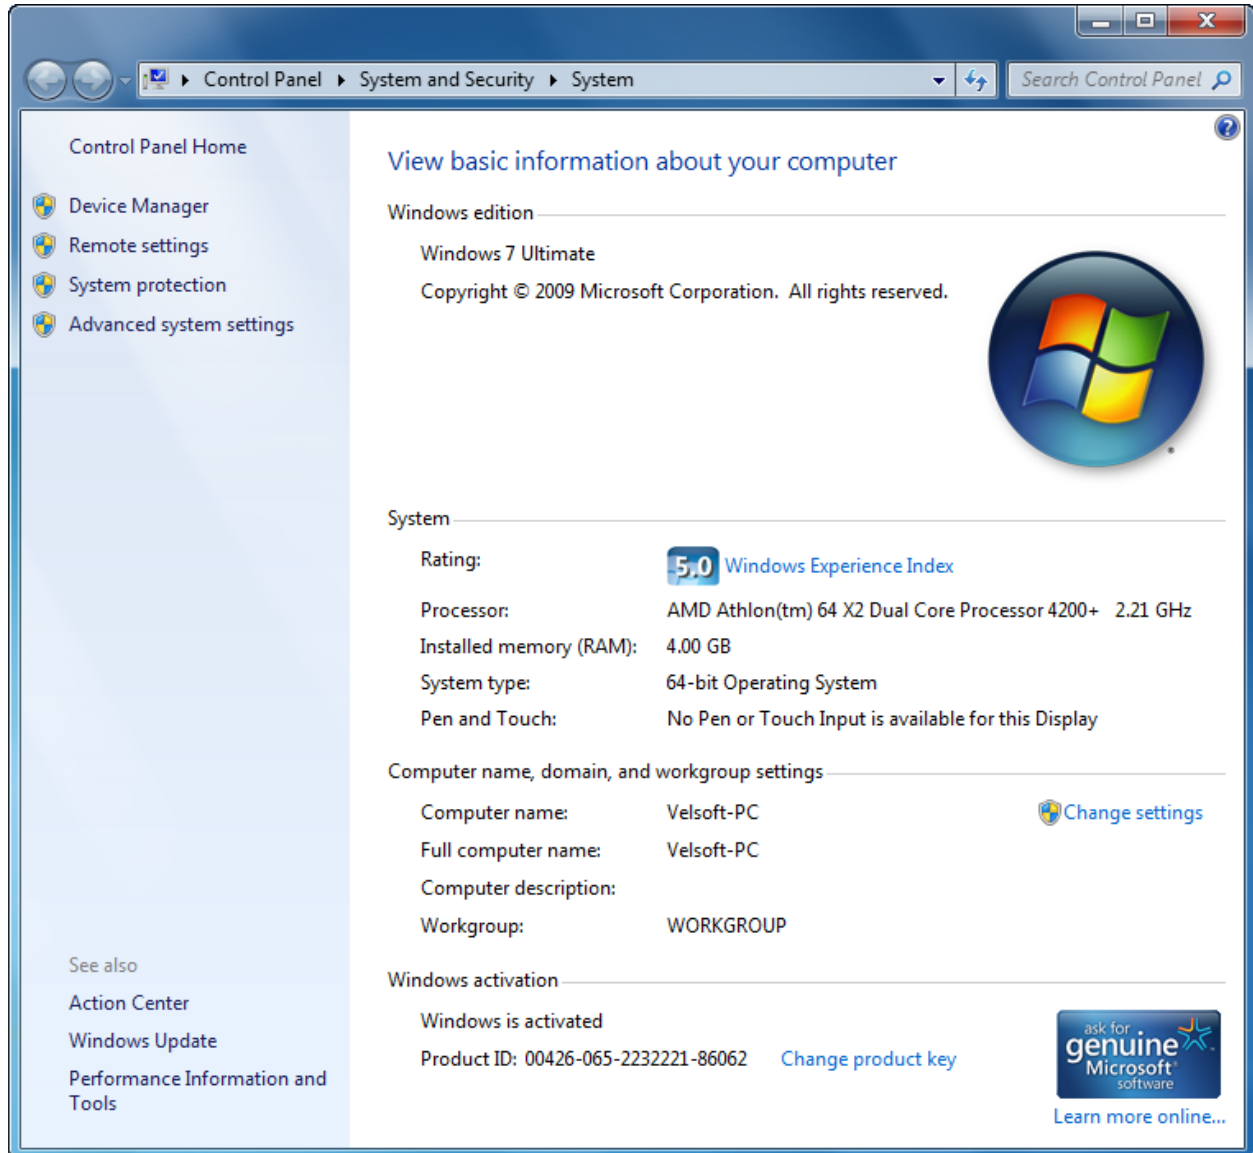 Control Panel System and Security System
Search Control Panel
Control Panel Home
Device Manager
Remote settings
System protection
Advanced system settings
See also
Action Center
Windows Update
Performance Information and
Tools
View basic information about your computer
Windows edition
Windows 7 Ultimate
Copyright © 2009 Microsoft Corporation.  All rights reserved.
System
Rating: 5.0 Windows Experience Index
Processor: AMD Athlon(tm) 64 X2 Dual Core Processor 4200+ 2.21 GHz
Installed memory (RAM): 4.00 GB
System type: 64-bit Operating System
Pen and Touch: No Pen or Touch Input is available for this Display
Computer name, domain, and workgroup settings
Computer name: Velsoft-PC Change settings
Full computer name: Velsoft-PC
Computer description:
Workgroup: WORKGROUP
Windows activation
Windows is activated
Product ID: 00426-065-2232221-86062 Change product key
ask for
genuine
Microsoft®
software
Learn more online...